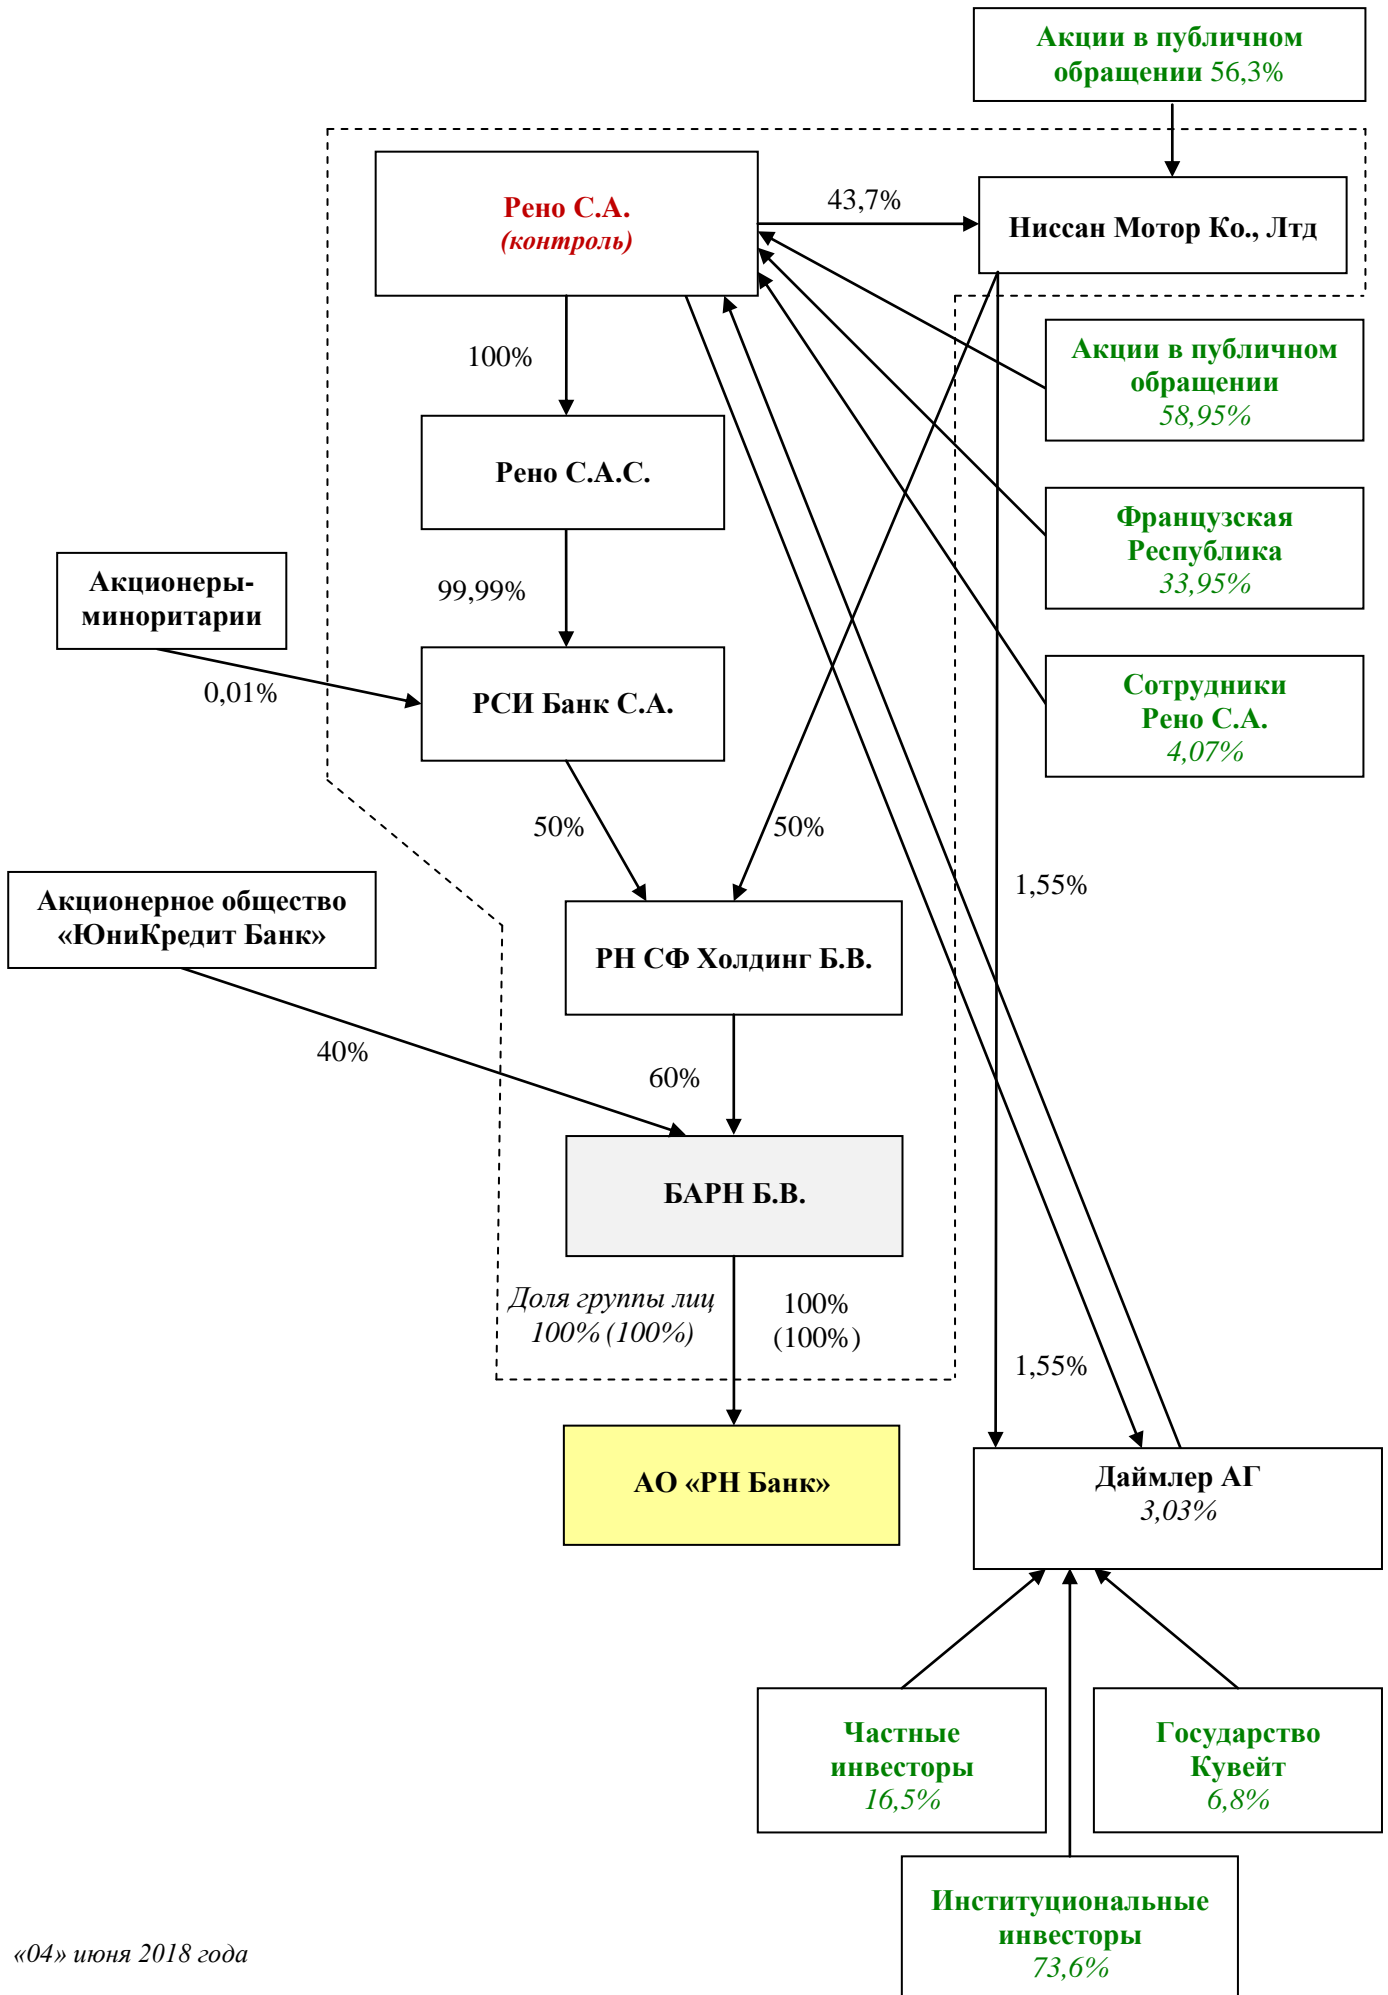 Акции в публичном
обращении 56,3%
Рено С.А.
(контроль)
43,7%
Ниссан Мотор Ко., Лтд
100%
Акции в публичном
обращении
58,95%
Рено С.А.С.
Французская
Республика
33,95%
Акционеры-
миноритарии
99,99%
0,01%
РСИ Банк С.А.
Сотрудники
Рено С.А.
4,07%
50%
50%
1,55%
Акционерное общество
«ЮниКредит Банк»
РН СФ Холдинг Б.В.
40%
60%
БАРН Б.В.
Доля группы лиц
100% (100%)
100%
(100%)
1,55%
АО «РН Банк»
Даймлер АГ
3,03%
Частные
инвесторы
16,5%
Государство
Кувейт
6,8%
Институциональные
инвесторы
73,6%
«04» июня 2018 года